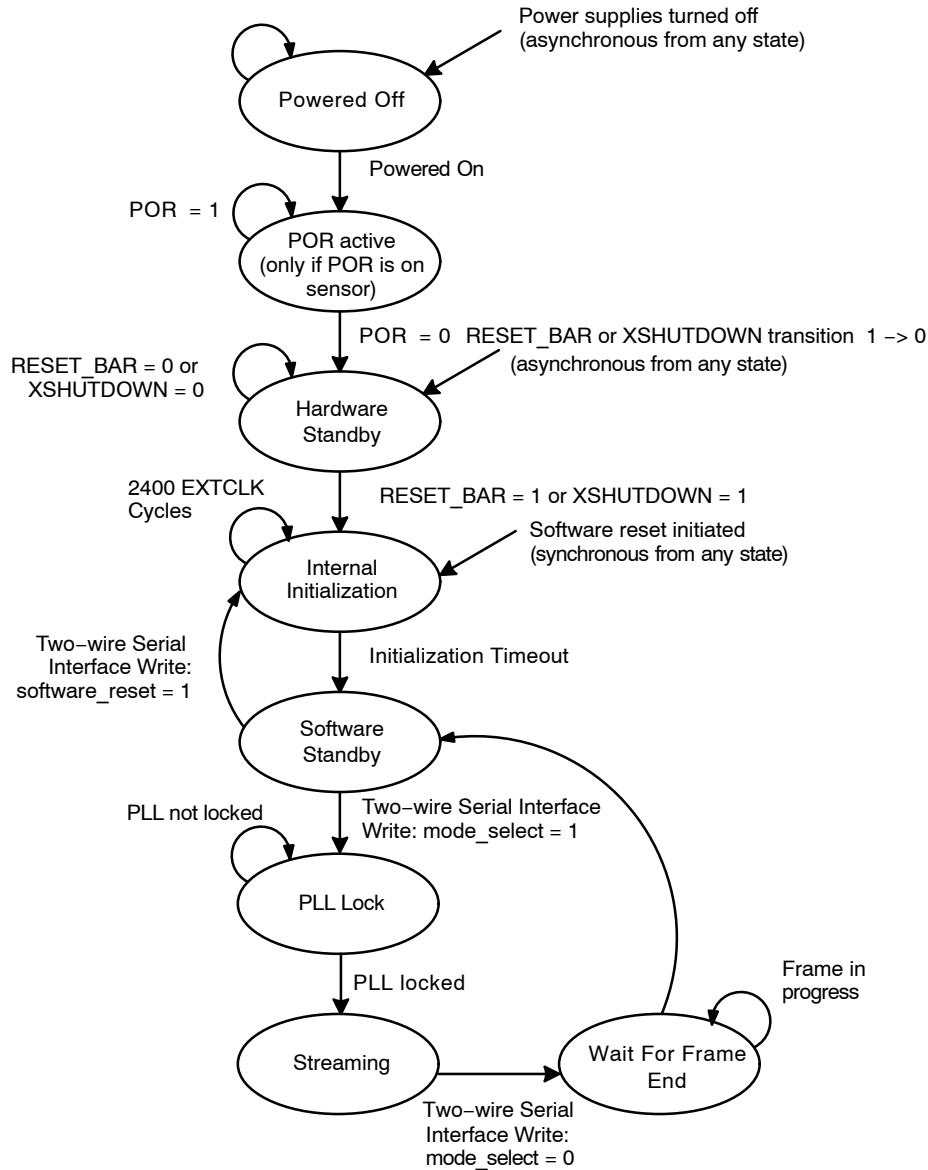 Power supplies turned off
(asynchronous from any state)
Powered Off
Powered On
POR = 1
POR active
(only if POR is on
sensor)
POR = 0 RESET_BAR or XSHUTDOWN transition 1 −> 0
(asynchronous from any state)
RESET_BAR = 0 or
XSHUTDOWN = 0
Hardware
Standby
2400 EXTCLK
Cycles
RESET_BAR = 1 or XSHUTDOWN = 1
Software reset initiated
(synchronous from any state)
Internal
Initialization
Two−wire Serial
Interface Write:
software_reset = 1
Initialization Timeout
Software
Standby
PLL not locked
Two−wire Serial Interface
Write: mode_select = 1
PLL Lock
PLL locked
Frame in
progress
Streaming
Wait For Frame
End
Two−wire Serial
Interface Write:
mode_select = 0